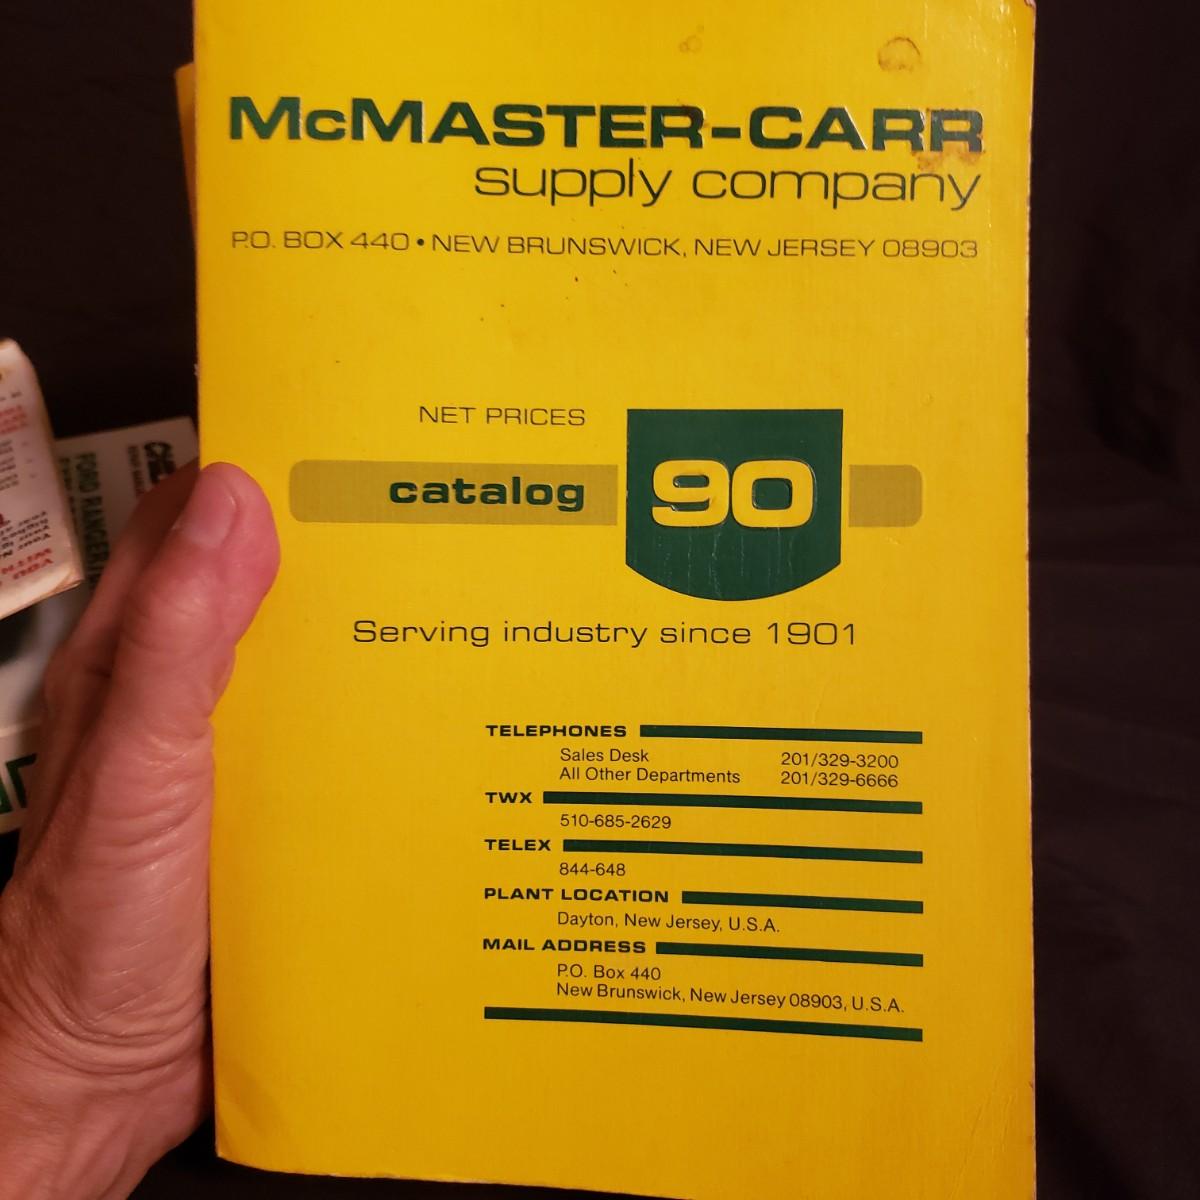 McMASTER-CARR
supply company
P.O. BOX 440 • NEW BRUNSWICK, NEW JERSEY 08903
NET PRICES
catalog 90
Serving industry since 1901
TELEPHONES
Sales Desk 201/329-3200
All Other Departments 201/329-6666
TWX
510-685-2629
TELEX
844-648
PLANT LOCATION
Dayton, New Jersey, U.S.A.
MAIL ADDRESS
P.O. Box 440
New Brunswick, New Jersey 08903, U.S.A.
FORD RANGER